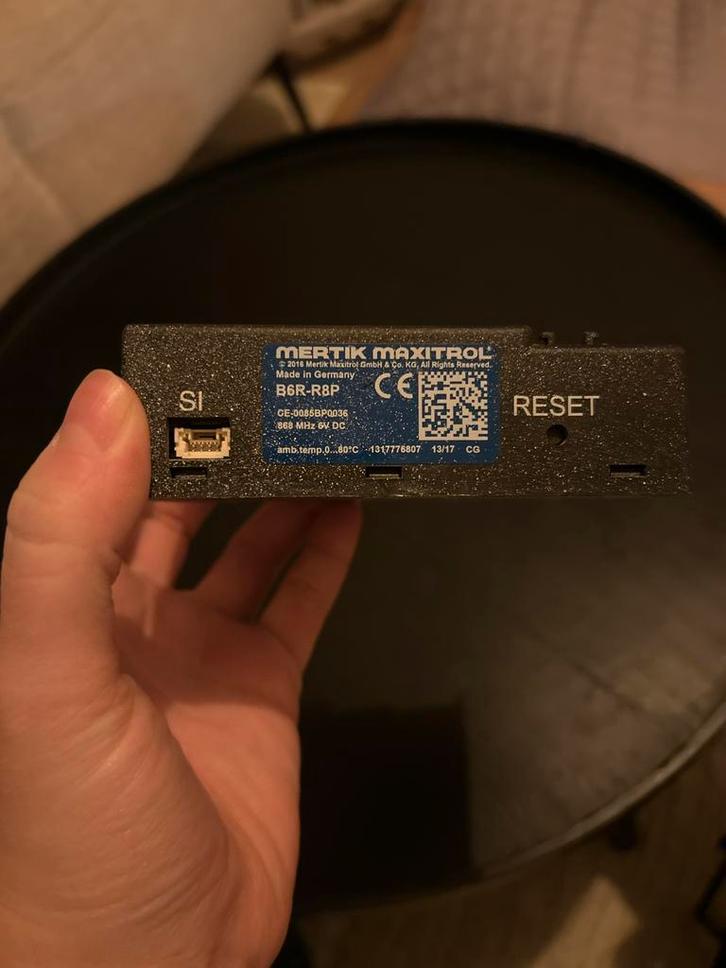 MERTIK MAXITROL
© 2016 Mertik Maxitrol GmbH & Co. KG, All Rights Reserved.
Made in Germany
B6R-R8P
CE
CE-0085BP0036
868 MHz 6V DC
amb.temp.0...80°C 1317776807 13/17 CG
SI
RESET